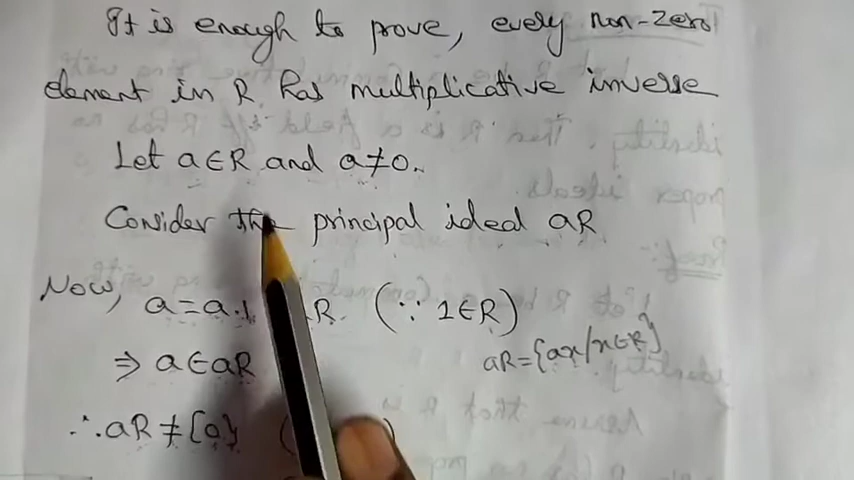 It is enough to prove, every non-zero
element in R has multiplicative inverse
Let a∈R and a≠0.
Consider the principal ideal aR
Now, a=a.1 R. (∵ 1∈R)
⇒ a∈aR
aR={ax/x∈R}
∴ aR≠{0} (